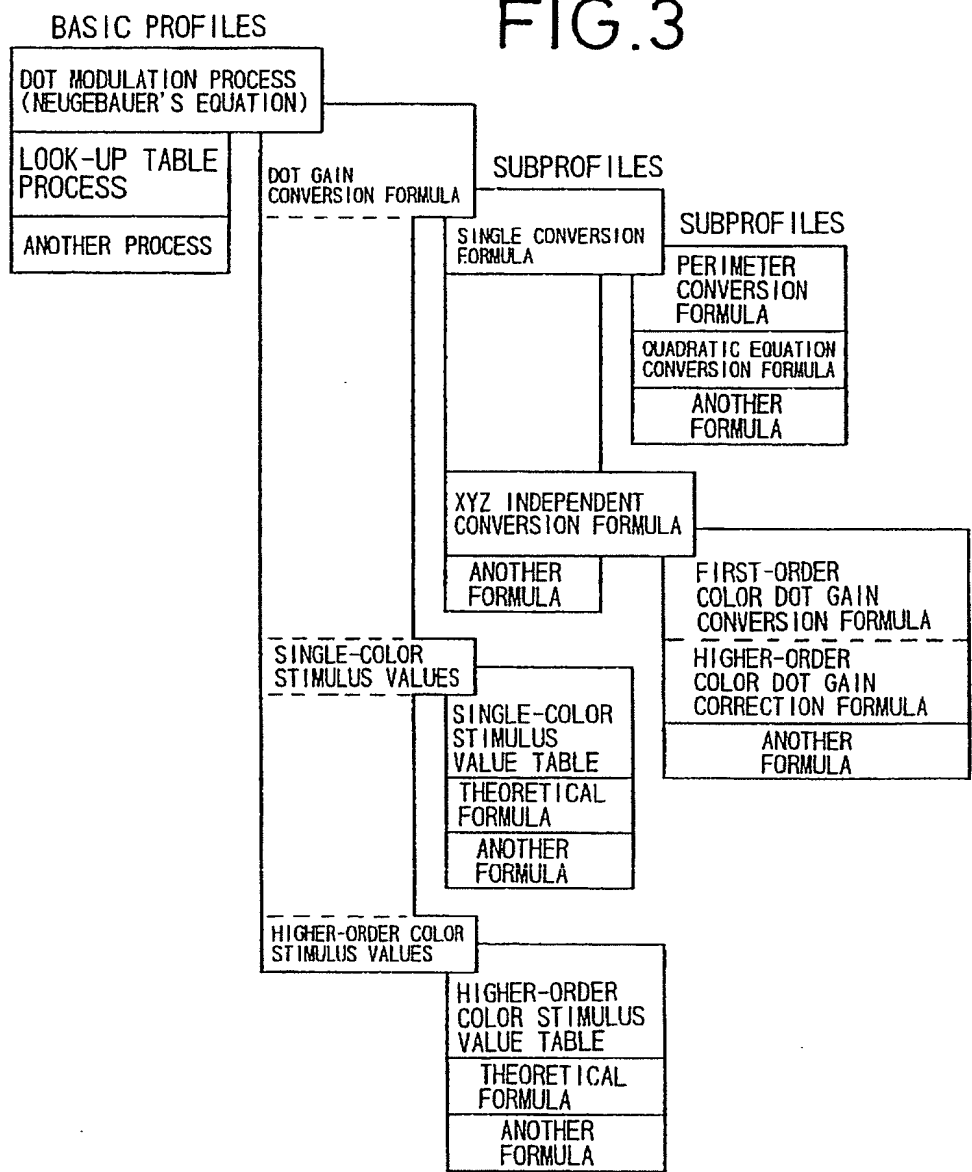 FIG.3
BASIC PROFILES
DOT MODULATION PROCESS
(NEUGEBAUER'S EQUATION)
LOOK-UP TABLE
PROCESS
ANOTHER PROCESS
DOT GAIN
CONVERSION FORMULA
SUBPROFILES
SINGLE CONVERSION
FORMULA
SUBPROFILES
PERIMETER
CONVERSION
FORMULA
QUADRATIC EQUATION
CONVERSION FORMULA
ANOTHER
FORMULA
XYZ INDEPENDENT
CONVERSION FORMULA
ANOTHER
FORMULA
FIRST-ORDER
COLOR DOT GAIN
CONVERSION FORMULA
HIGHER-ORDER
COLOR DOT GAIN
CORRECTION FORMULA
ANOTHER
FORMULA
SINGLE-COLOR
STIMULUS VALUES
SINGLE-COLOR
STIMULUS
VALUE TABLE
THEORETICAL
FORMULA
ANOTHER
FORMULA
HIGHER-ORDER COLOR
STIMULUS VALUES
HIGHER-ORDER
COLOR STIMULUS
VALUE TABLE
THEORETICAL
FORMULA
ANOTHER
FORMULA